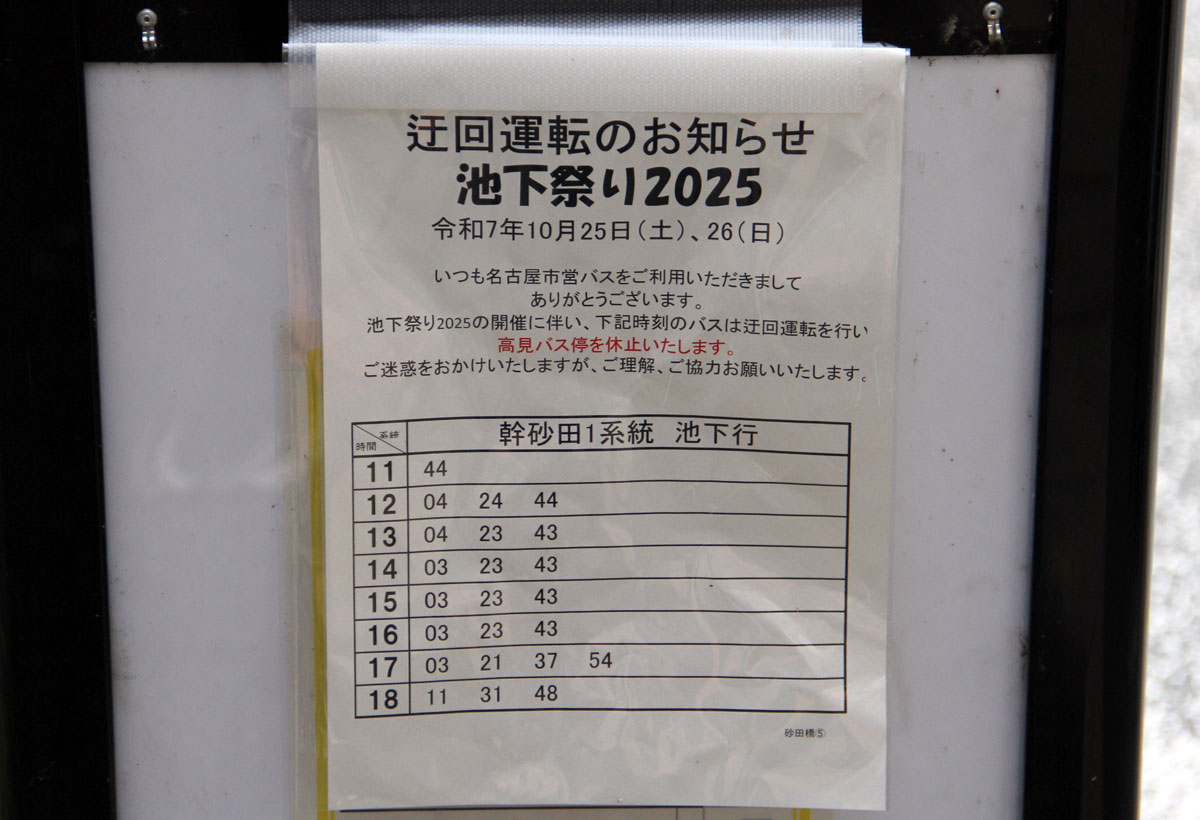 迂回運転のお知らせ
池下祭り2025
令和7年10月25日(土)、26(日)
いつも名古屋市営バスをご利用いただきまして
ありがとうございます。
池下祭り2025の開催に伴い、下記時刻のバスは迂回運転を行い
高見バス停を休止いたします。
ご迷惑をおかけいたしますが、ご理解、ご協力お願いいたします。
系統
時間
幹砂田1系統 池下行
11 44
12 04 24 44
13 04 23 43
14 03 23 43
15 03 23 43
16 03 23 43
17 03 21 37 54
18 11 31 48
砂田橋⑤